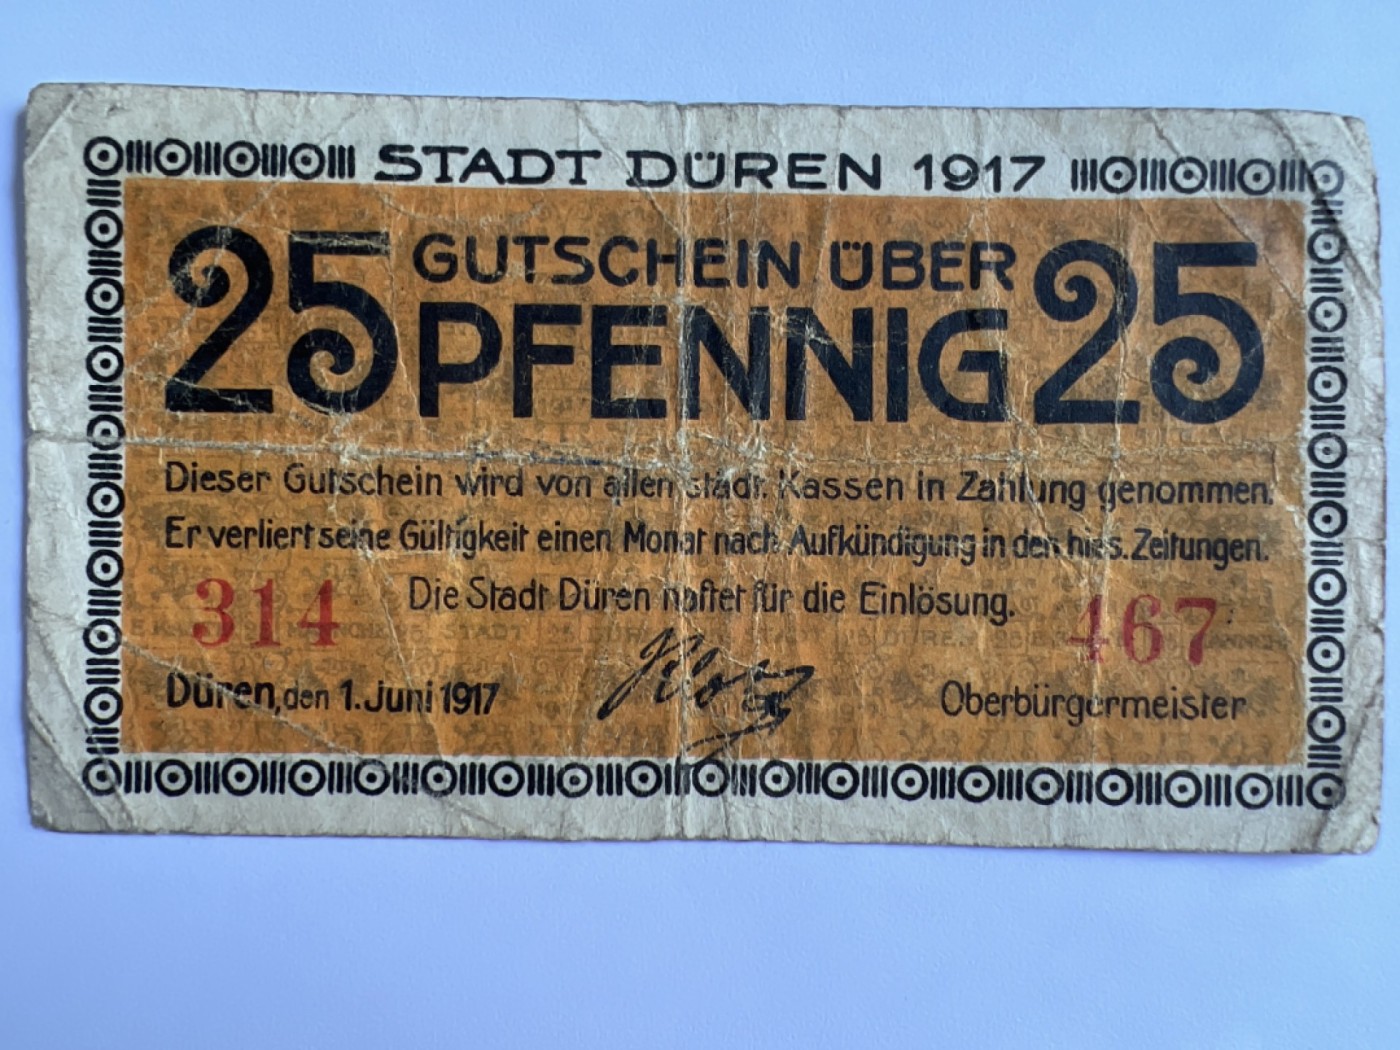 STADT DÜREN 1917
25 GUTSCHEIN ÜBER 25
PFENNIG
Dieser Gutschein wird von allen städt. Kassen in Zahlung genommen.
Er verliert seine Gültigkeit einen Monat nach Aufkündigung in den hies. Zeitungen.
Die Stadt Düren haftet für die Einlösung.
314 467
Düren, den 1. Juni 1917 Oberbürgermeister